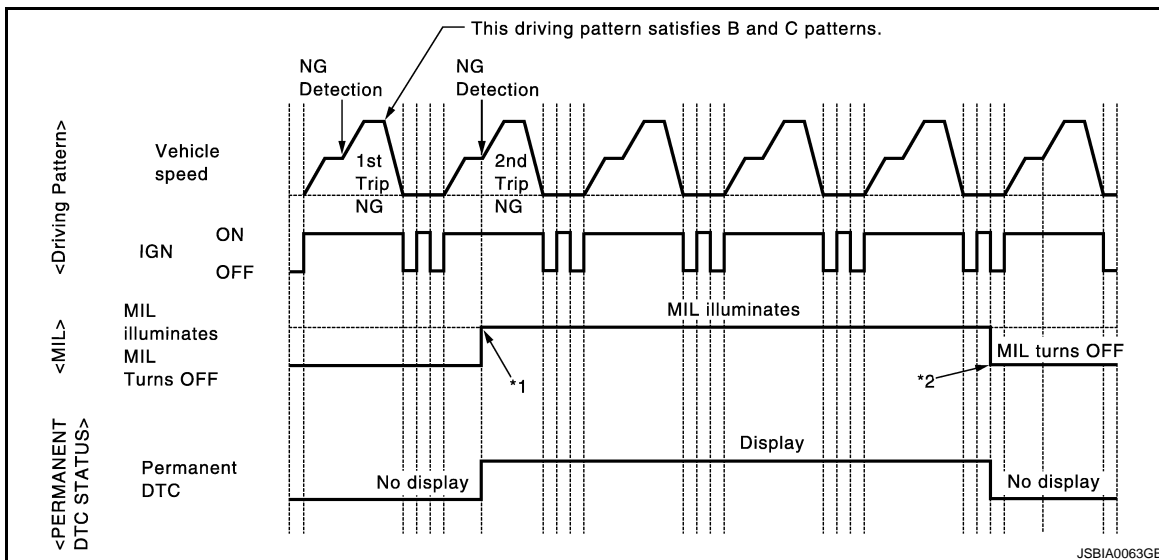 This driving pattern satisfies B and C patterns.
NG
Detection
NG
Detection
<Driving Pattern>
Vehicle
speed
1st
Trip
NG
2nd
Trip
NG
IGN
ON
OFF
<MIL>
MIL
illuminates
MIL
Turns OFF
MIL illuminates
*1
*2
MIL turns OFF
<PERMANENT
DTC STATUS>
Permanent
DTC
No display
Display
No display
JSBIA0063GB